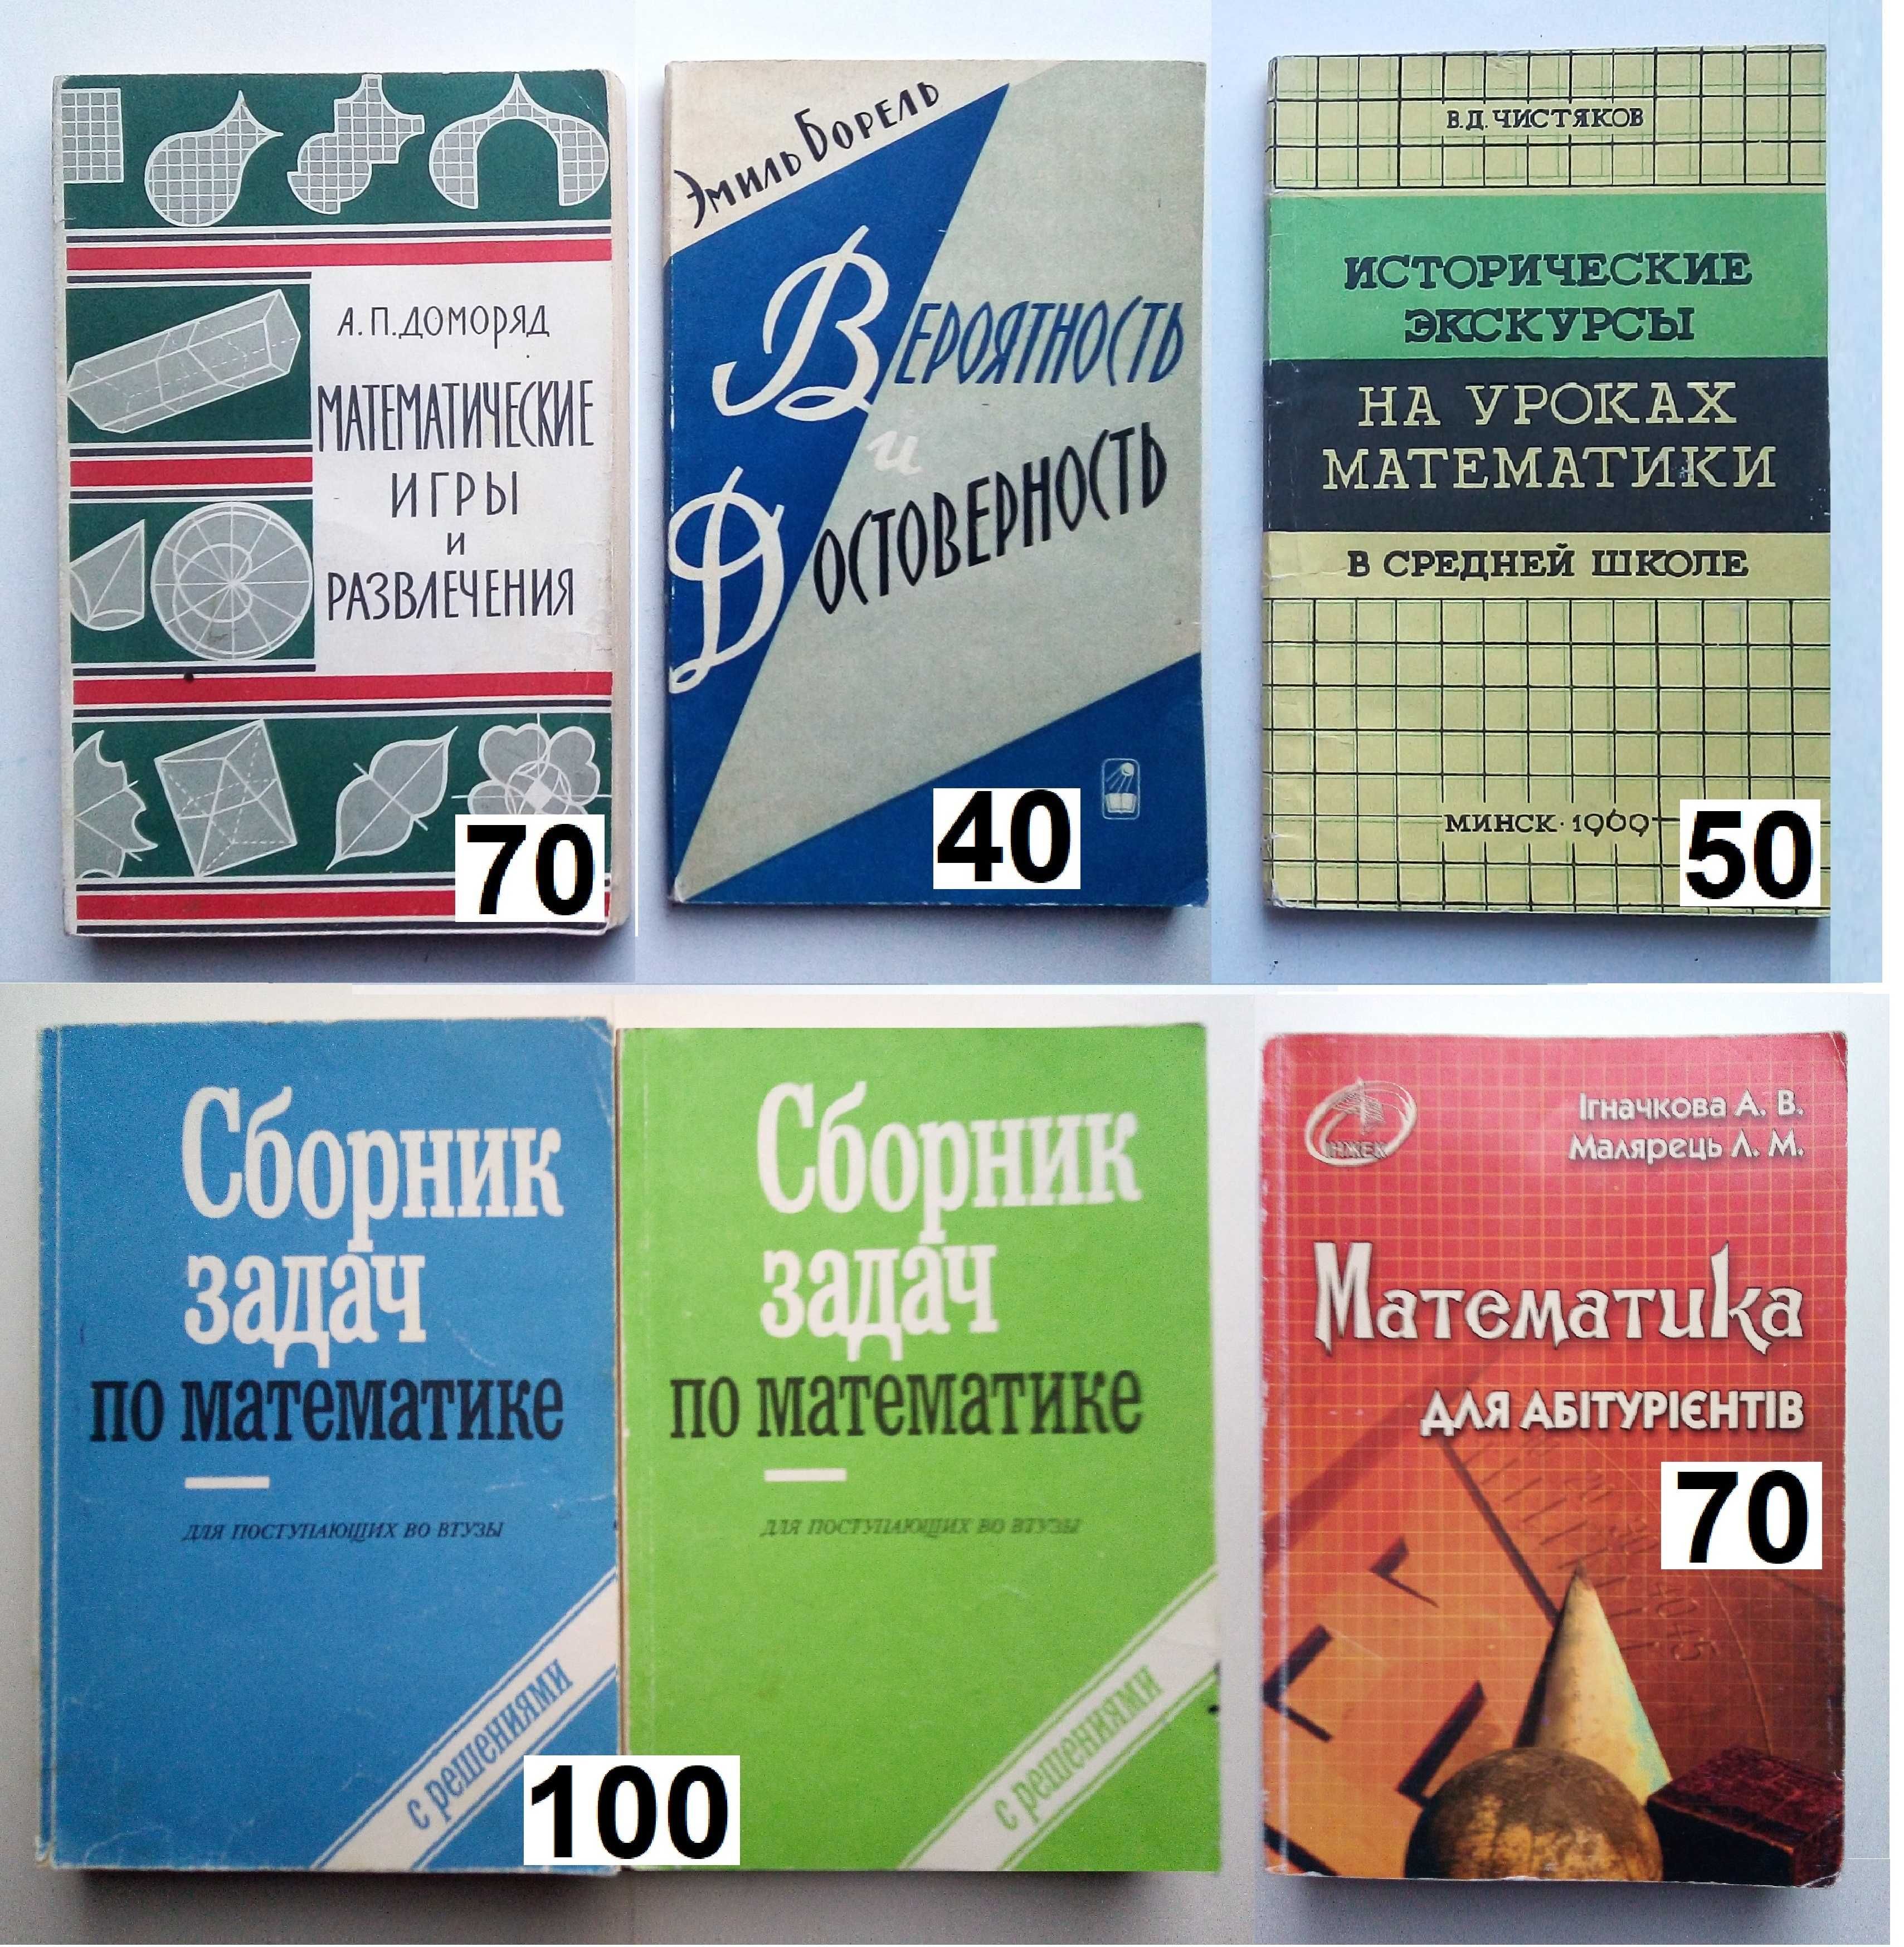 А.П.ДОМОРЯД
МАТЕМАТИЧЕСКИЕ
ИГРЫ
И
РАЗВЛЕЧЕНИЯ
70
Эмиль Борель
ВЕРОЯТНОСТЬ
и
ДОСТОВЕРНОСТЬ
40
В.Д.ЧИСТЯКОВ
ИСТОРИЧЕСКИЕ
ЭКСКУРСЫ
НА УРОКАХ
МАТЕМАТИКИ
В СРЕДНЕЙ ШКОЛЕ
МИНСК·1969
50
Сборник
задач
по математике
ДЛЯ ПОСТУПАЮЩИХ ВО ВТУЗЫ
с решениями
100
Сборник
задач
по математике
ДЛЯ ПОСТУПАЮЩИХ ВО ВТУЗЫ
с решениями
ІНЖЕК
Ігначкова А. В.
Малярець Л. М.
Математика
ДЛЯ АБІТУРІЄНТІВ
70